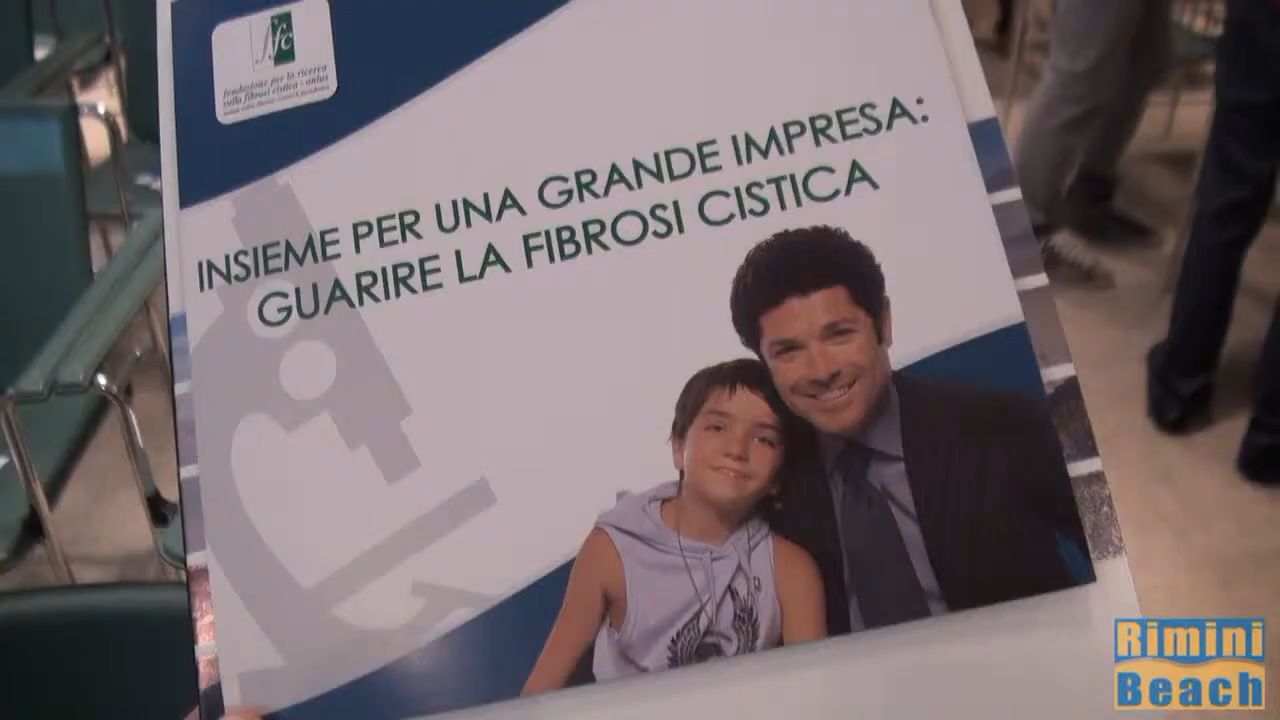 ffc
fondazione per la ricerca
sulla fibrosi cistica - onlus
INSIEME PER UNA GRANDE IMPRESA:
GUARIRE LA FIBROSI CISTICA
Rimini
Beach